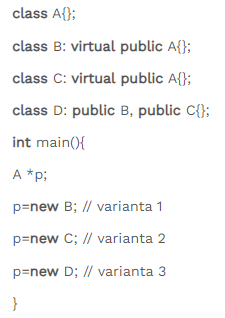 class A{};
class B: virtual public A{};
class C: virtual public A{};
class D: public B, public C{};
int main(){
A *p;
p=new B; // varianta 1
p=new C; // varianta 2
p=new D; // varianta 3
}